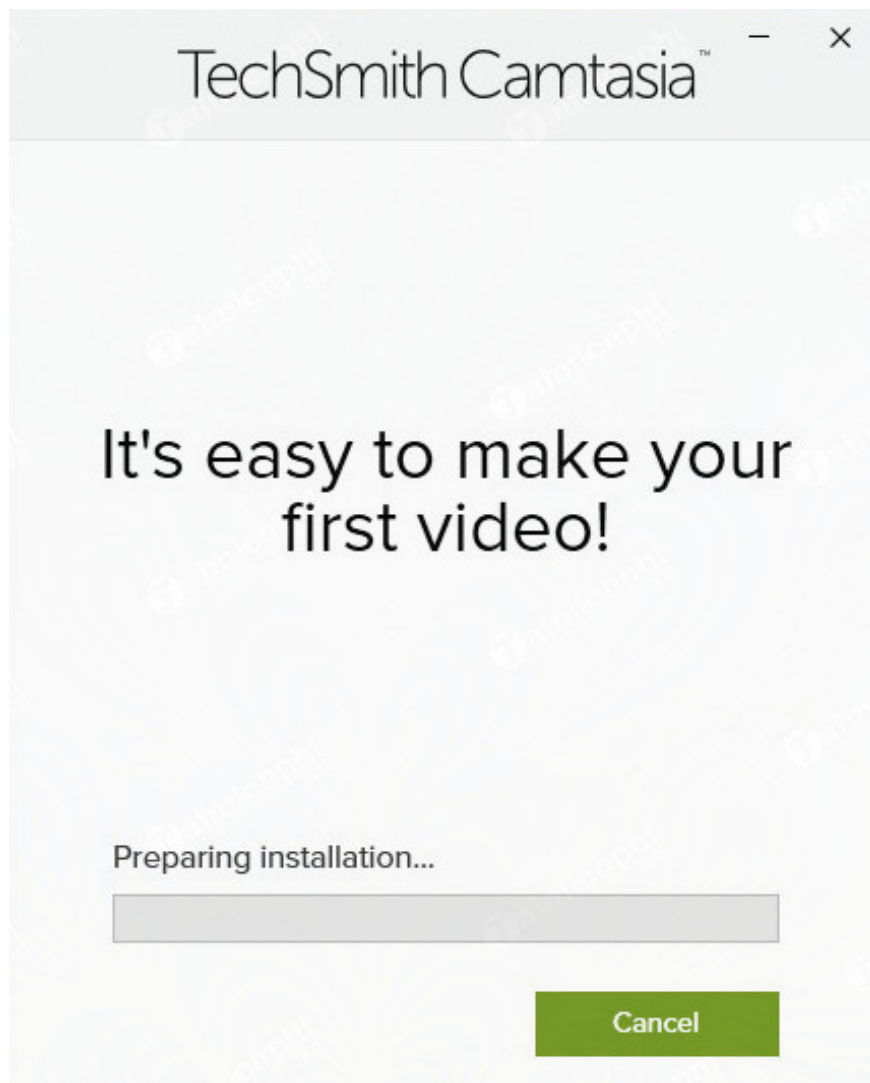 TechSmith Camtasia™
It's easy to make your
first video!
Preparing installation...
Cancel